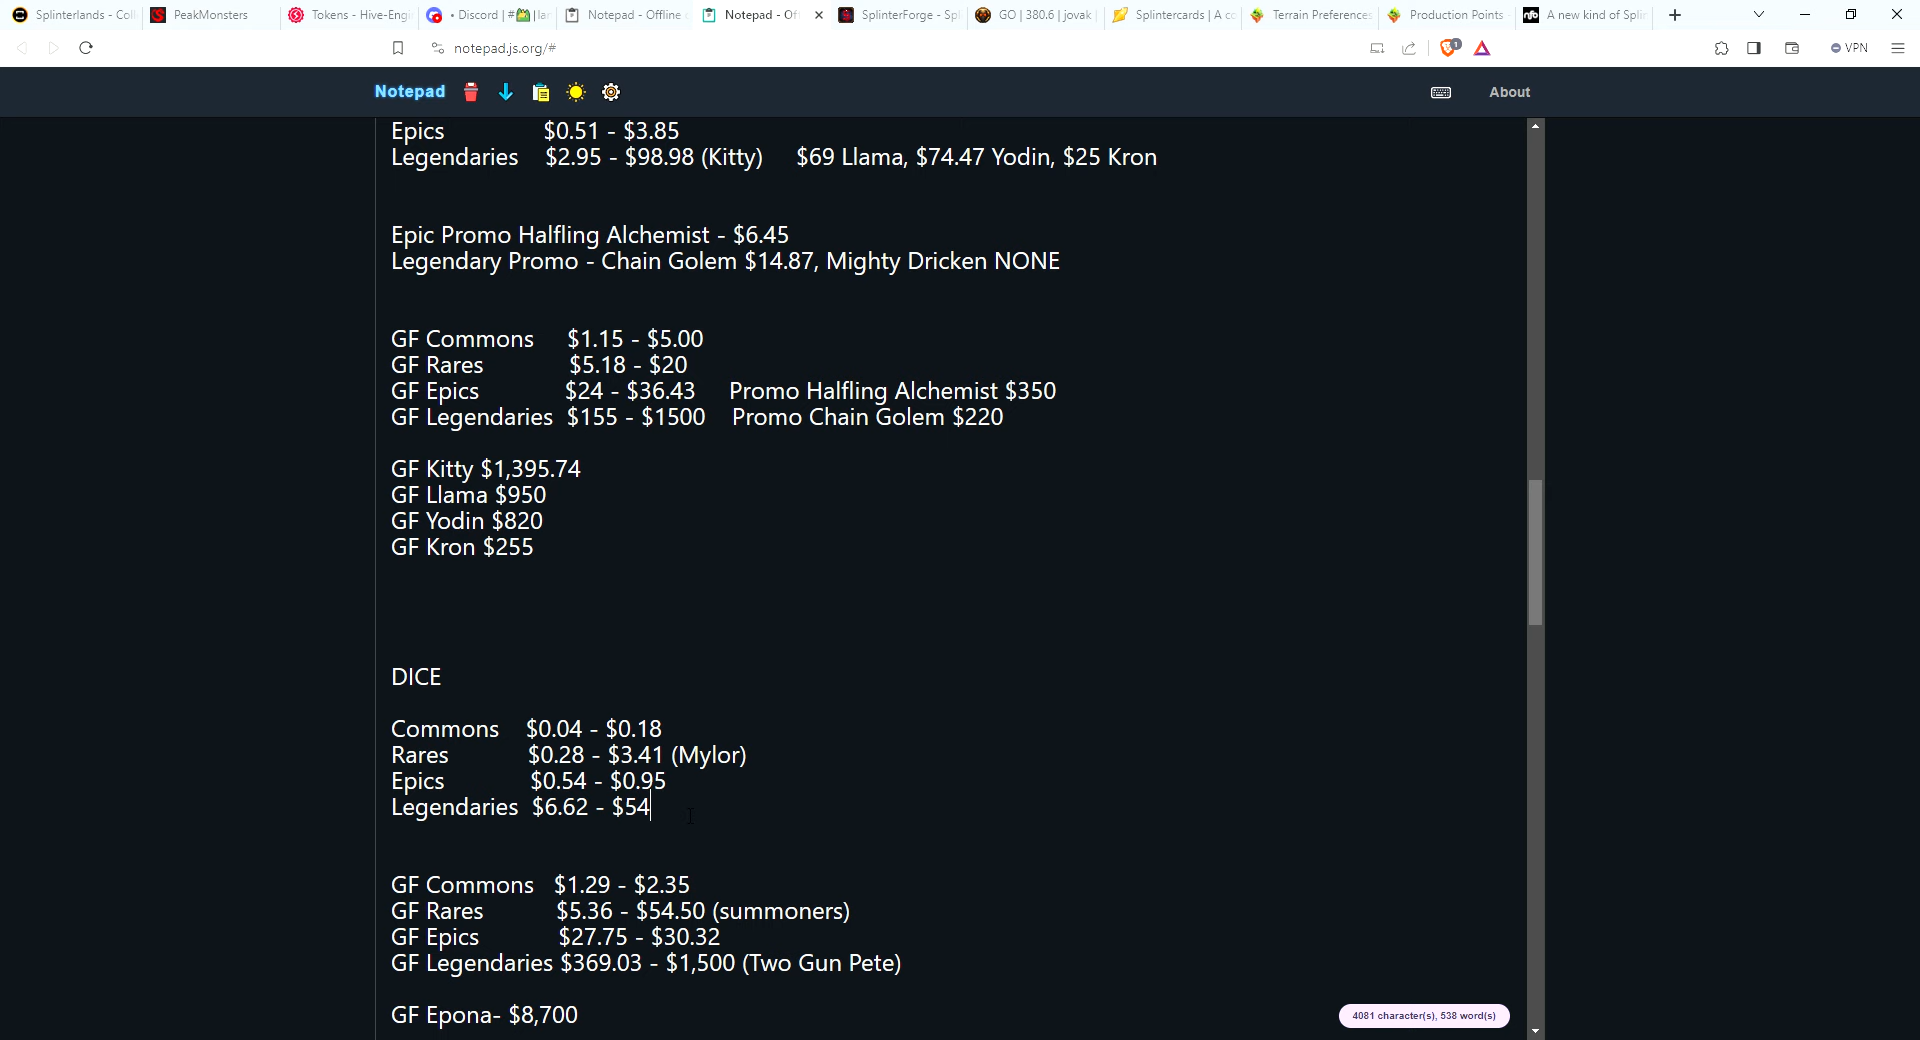 Splinterlands - Coll
PeakMonsters
Tokens - Hive-Engi
• Discord | #
Notepad - Offline
Notepad - Of
SplinterForge - Spl
GO | 380.6 | jovak
Splintercards | A co
Terrain Preferences
Production Points
A new kind of Splin
notepad.js.org/#
1
VPN
Notepad
About
Epics $0.51 - $3.85
Legendaries $2.95 - $98.98 (Kitty) $69 Llama, $74.47 Yodin, $25 Kron
Epic Promo Halfling Alchemist - $6.45
Legendary Promo - Chain Golem $14.87, Mighty Dricken NONE
GF Commons $1.15 - $5.00
GF Rares $5.18 - $20
GF Epics $24 - $36.43 Promo Halfling Alchemist $350
GF Legendaries $155 - $1500 Promo Chain Golem $220
GF Kitty $1,395.74
GF Llama $950
GF Yodin $820
GF Kron $255
DICE
Commons $0.04 - $0.18
Rares $0.28 - $3.41 (Mylor)
Epics $0.54 - $0.95
Legendaries $6.62 - $54
GF Commons $1.29 - $2.35
GF Rares $5.36 - $54.50 (summoners)
GF Epics $27.75 - $30.32
GF Legendaries $369.03 - $1,500 (Two Gun Pete)
GF Epona- $8,700
4081 character(s), 538 word(s)